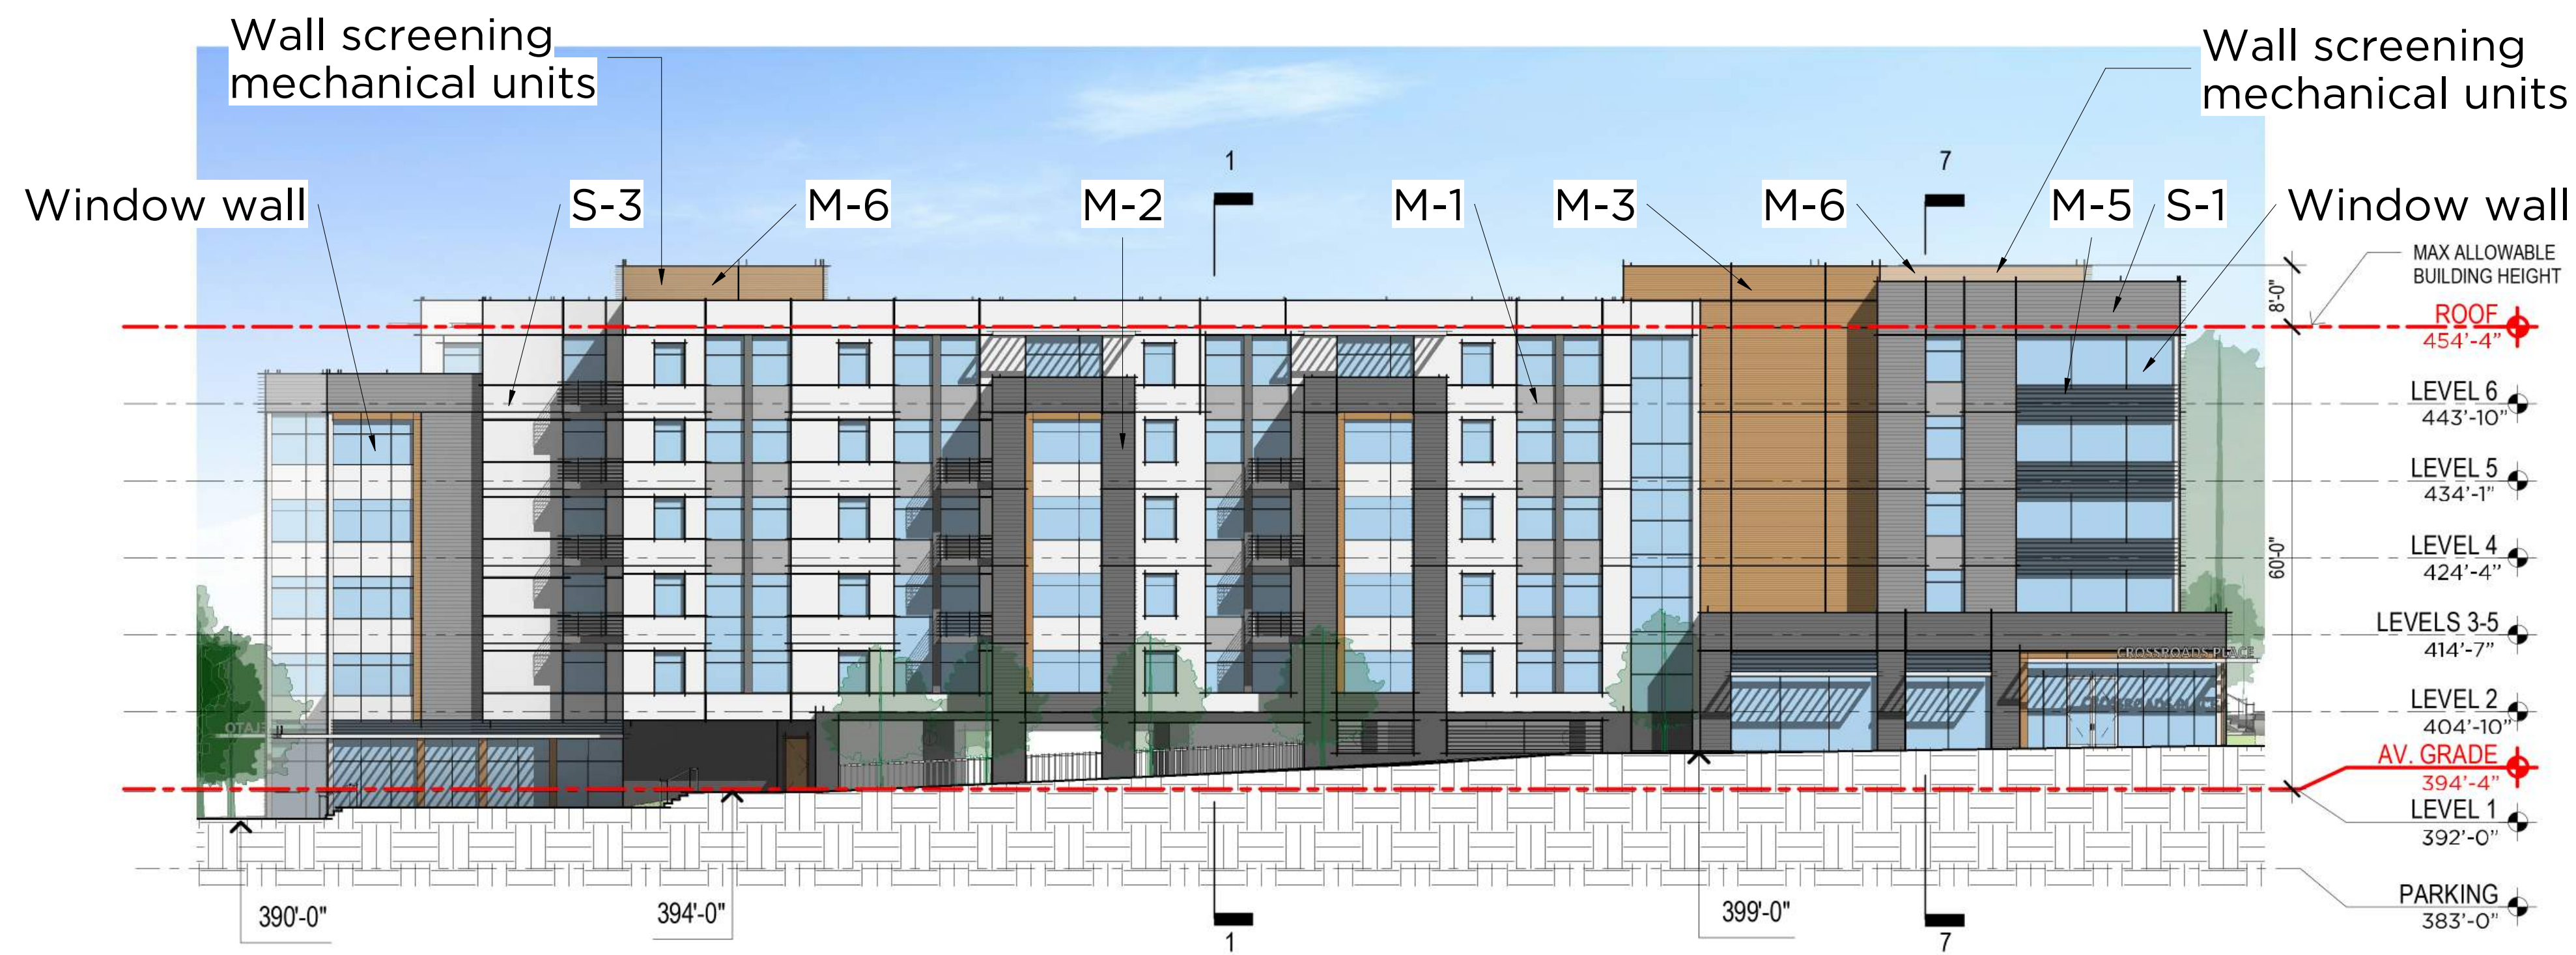 Wall screening
mechanical units
Wall screening
mechanical units
1
7
Window wall
S-3
M-6
M-2
M-1
M-3
M-6
M-5
S-1
Window wall
MAX ALLOWABLE
BUILDING HEIGHT
8'-0"
ROOF
454'-4"
LEVEL 6
443'-10"
LEVEL 5
434'-1"
LEVEL 4
424'-4"
60'-0"
LEVELS 3-5
414'-7"
CROSSROADS PLACE
LEVEL 2
404'-10"
CROSSROADS PLACE
AV. GRADE
394'-4"
LEVEL 1
392'-0"
PARKING
383'-0"
390'-0"
394'-0"
399'-0"
1
7